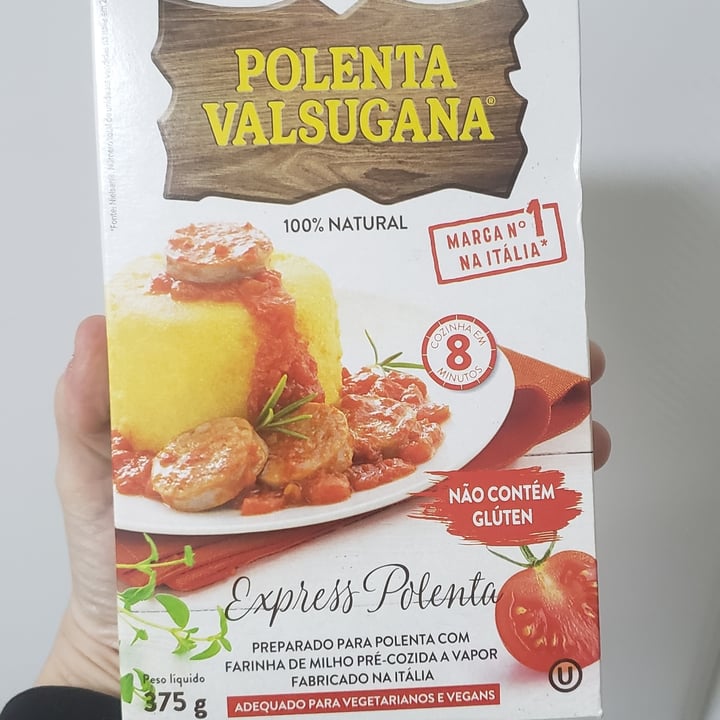 POLENTA
VALSUGANA®
100% NATURAL
MARCA Nº 1
NA ITÁLIA*
COZINHA EM
8
MINUTOS
NÃO CONTÉM
GLÚTEN
Express Polenta
PREPARADO PARA POLENTA COM
FARINHA DE MILHO PRÉ-COZIDA A VAPOR
FABRICADO NA ITÁLIA
Peso líquido
375 g
ADEQUADO PARA VEGETARIANOS E VEGANS
U
*Fonte: Nielsen.